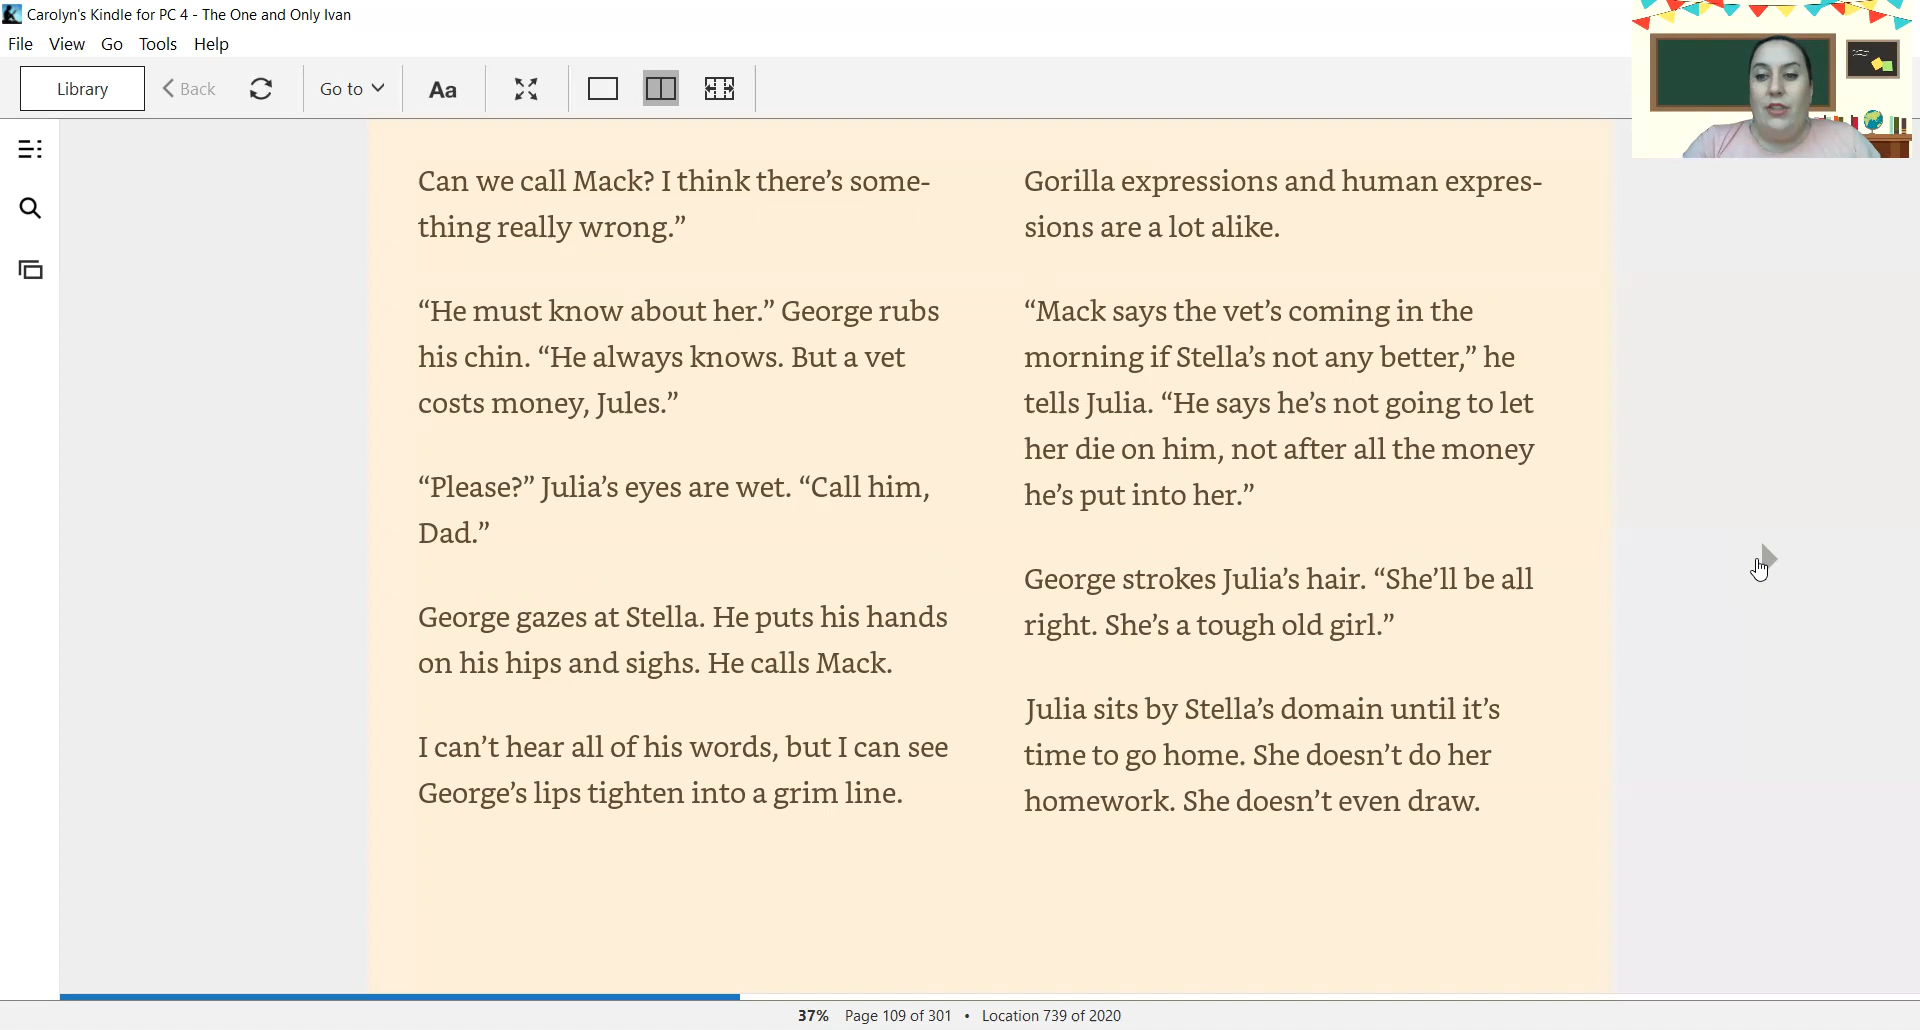 Carolyn's Kindle for PC 4 - The One and Only Ivan
File View Go Tools Help
Library Back Go to Aa
Can we call Mack? I think there’s some-
thing really wrong.”
“He must know about her.” George rubs
his chin. “He always knows. But a vet
costs money, Jules.”
“Please?” Julia’s eyes are wet. “Call him,
Dad.”
George gazes at Stella. He puts his hands
on his hips and sighs. He calls Mack.
I can’t hear all of his words, but I can see
George’s lips tighten into a grim line.
Gorilla expressions and human expres-
sions are a lot alike.
“Mack says the vet’s coming in the
morning if Stella’s not any better,” he
tells Julia. “He says he’s not going to let
her die on him, not after all the money
he’s put into her.”
George strokes Julia’s hair. “She’ll be all
right. She’s a tough old girl.”
Julia sits by Stella’s domain until it’s
time to go home. She doesn’t do her
homework. She doesn’t even draw.
37% Page 109 of 301 • Location 739 of 2020